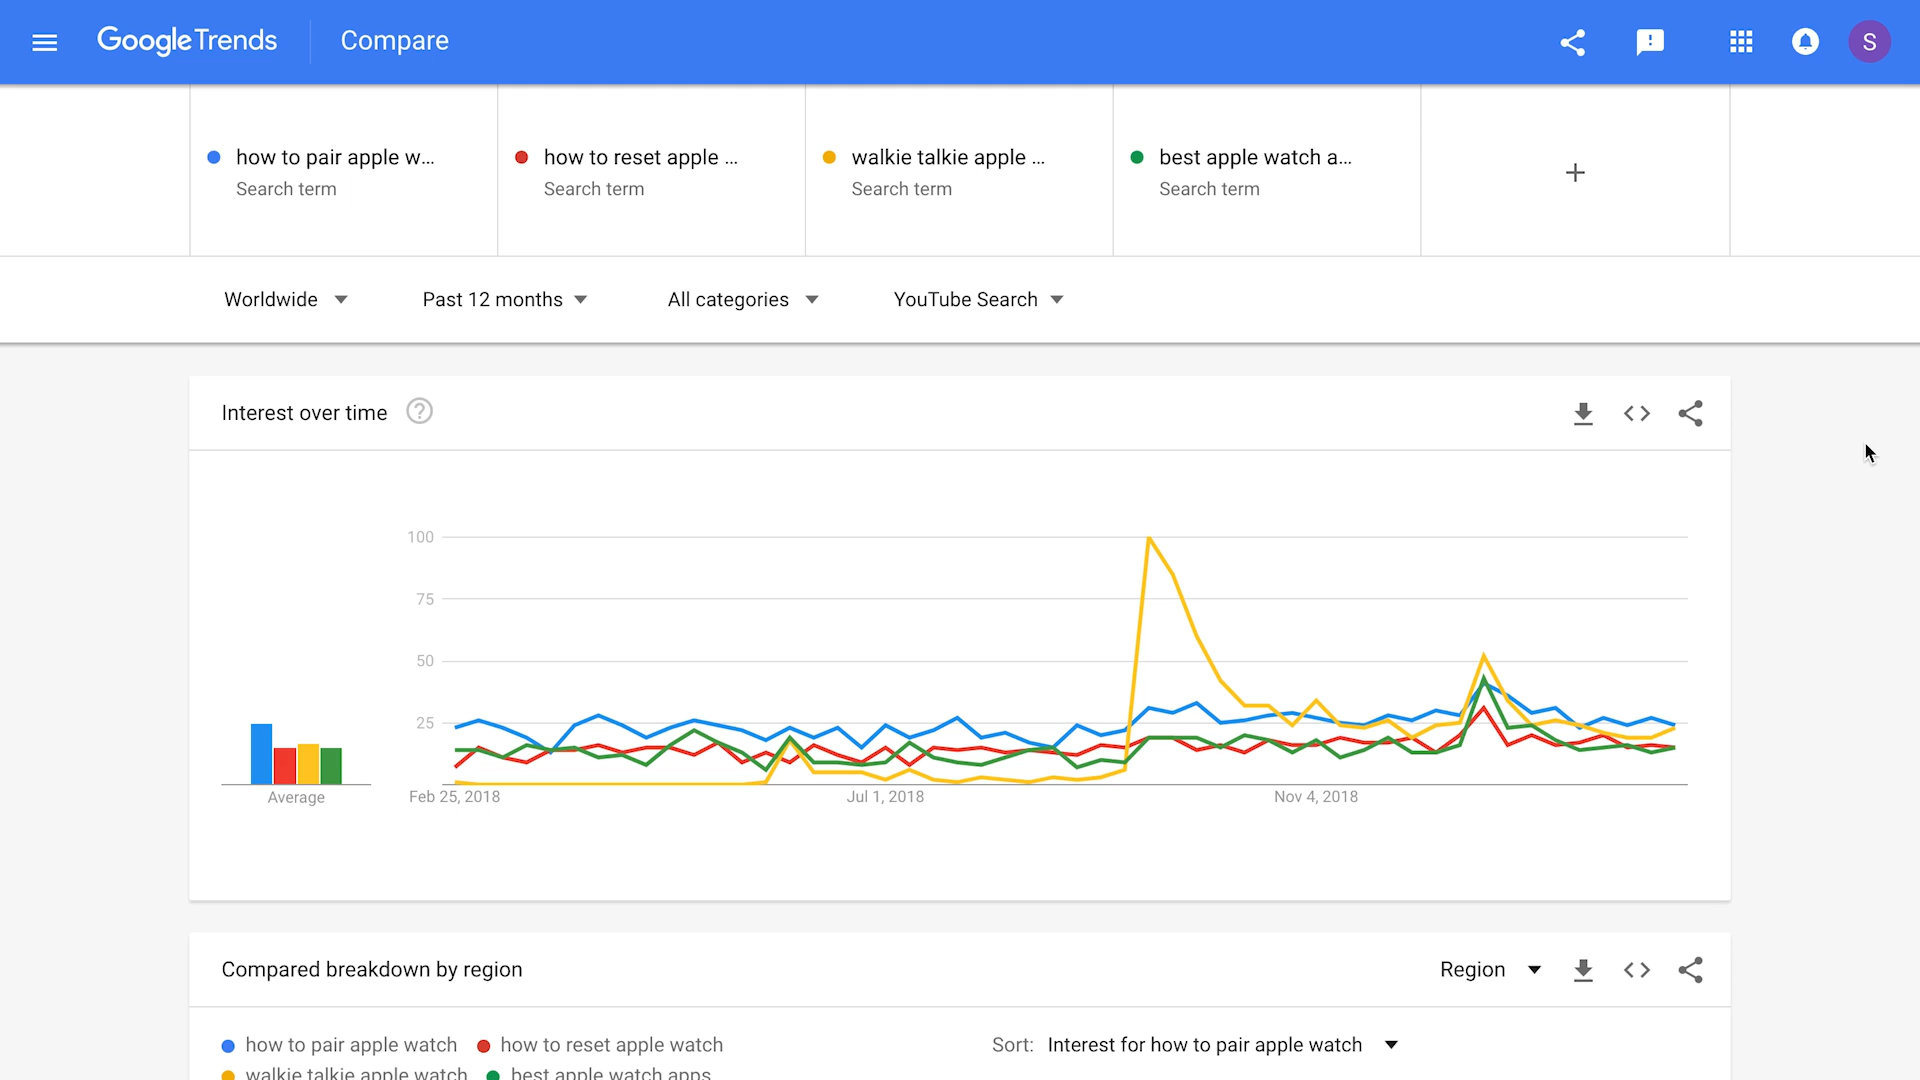 Google Trends Compare S
how to pair apple w... how to reset apple ... walkie talkie apple ... best apple watch a...
Search term Search term Search term Search term
Worldwide Past 12 months All categories YouTube Search
Interest over time
100
75
50
25
Average Feb 25, 2018 Jul 1, 2018 Nov 4, 2018
Compared breakdown by region Region
how to pair apple watch how to reset apple watch Sort: Interest for how to pair apple watch
walkie talkie apple watch best apple watch apps